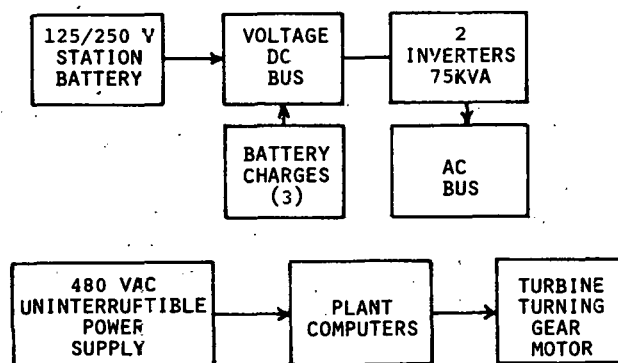 125/250 V
STATION
BATTERY
VOLTAGE
DC
BUS
2
INVERTERS
75KVA
BATTERY
CHARGES
(3)
AC
BUS
480 VAC
UNINTERRUFTIBLE
POWER
SUPPLY
PLANT
COMPUTERS
TURBINE
TURNING
GEAR
MOTOR